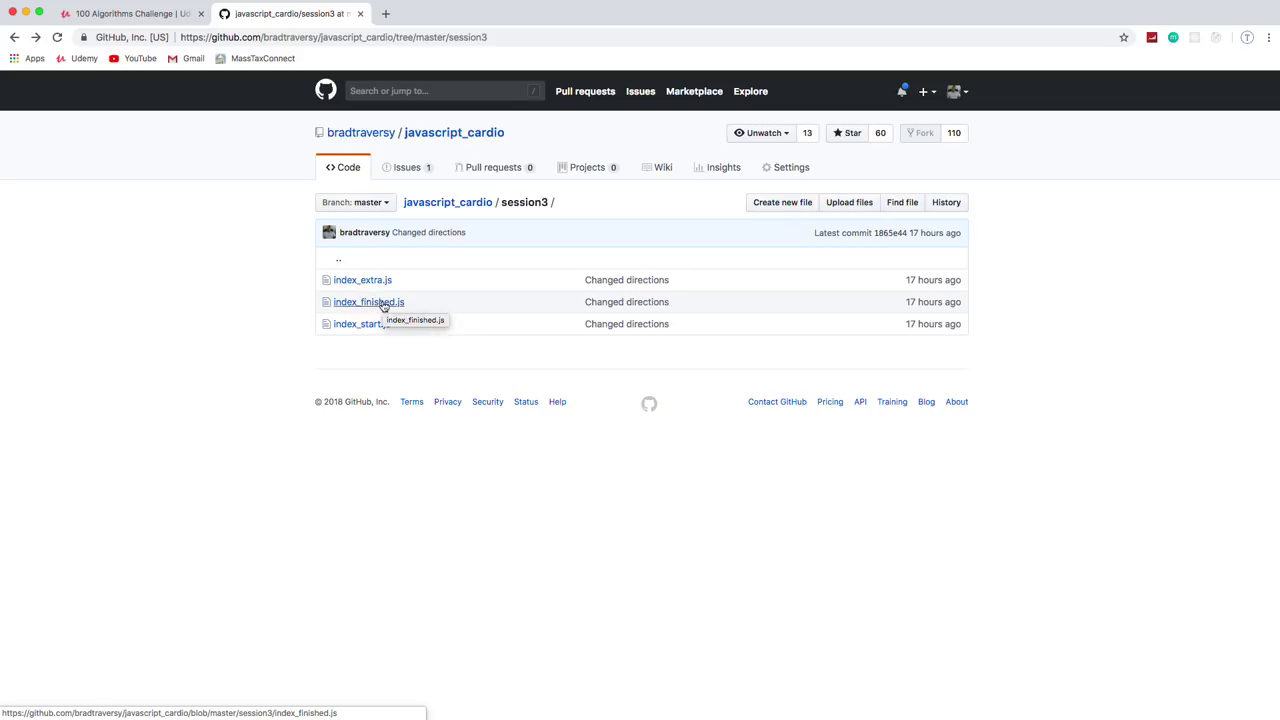 100 Algorithms Challenge | Ud
javascript_cardio/session3 at m
GitHub, Inc. [US] | https://github.com/bradtraversy/javascript_cardio/tree/master/session3
Apps Udemy YouTube Gmail MassTaxConnect
Search or jump to... / Pull requests Issues Marketplace Explore
bradtraversy / javascript_cardio Unwatch 13 Star 60 Fork 110
Code Issues 1 Pull requests 0 Projects 0 Wiki Insights Settings
Branch: master javascript_cardio / session3 / Create new file Upload files Find file History
bradtraversy Changed directions Latest commit 1865e44 17 hours ago
..
index_extra.js Changed directions 17 hours ago
index_finished.js Changed directions 17 hours ago
index_finished.js
index_start.js Changed directions 17 hours ago
© 2018 GitHub, Inc. Terms Privacy Security Status Help Contact GitHub Pricing API Training Blog About
https://github.com/bradtraversy/javascript_cardio/blob/master/session3/index_finished.js